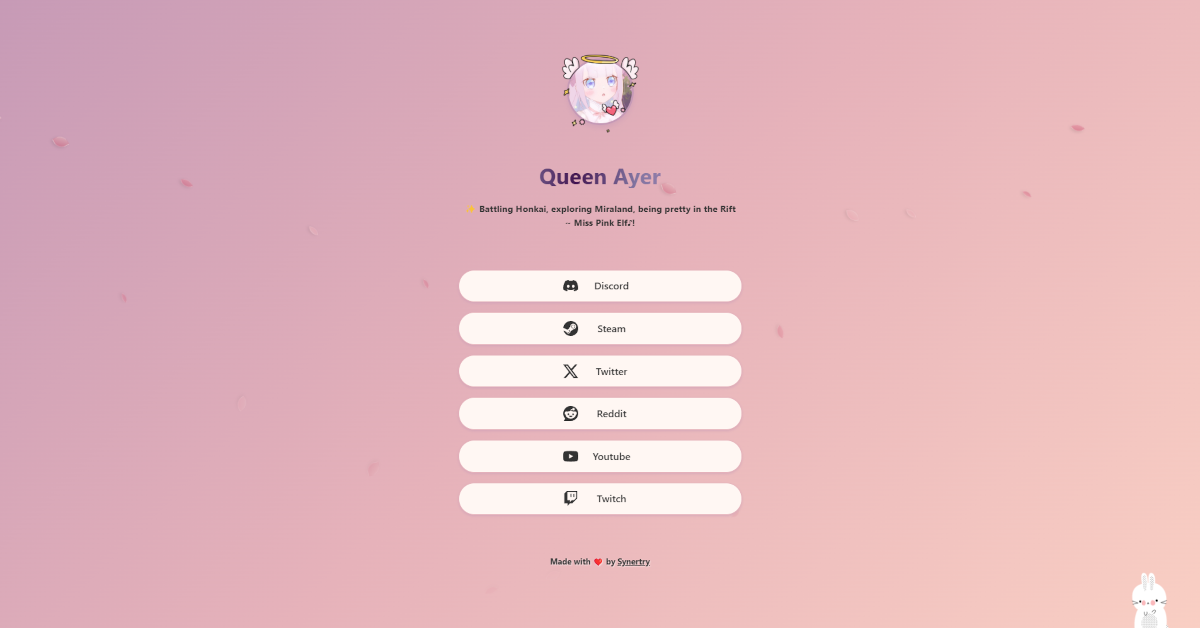 Queen Ayer
⭐ Battling Honkai, exploring Miraland, being pretty in the Rift
~ Miss Pink Elf♪!
Discord
Steam
Twitter
Reddit
Youtube
Twitch
Made with ❤️ by Synertry